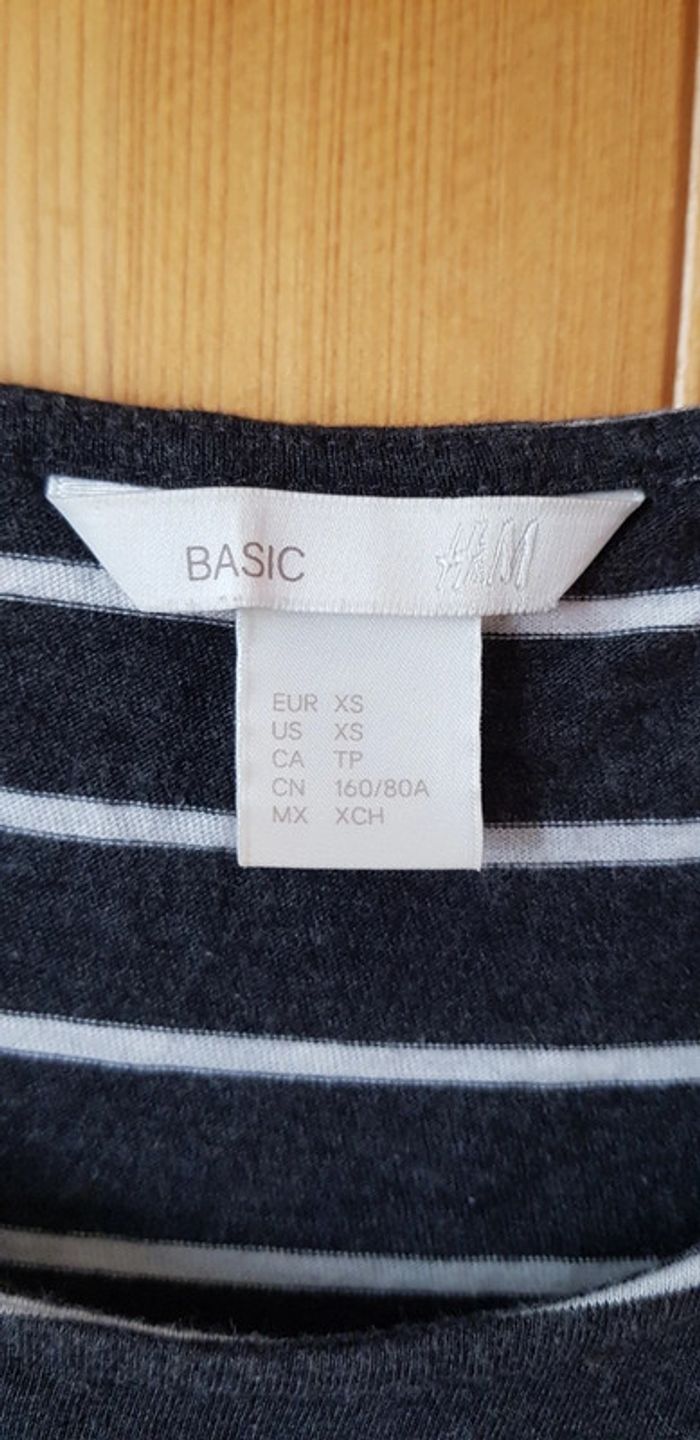 BASIC H&M
EUR XS
US XS
CA TP
CN 160/80A
MX XCH